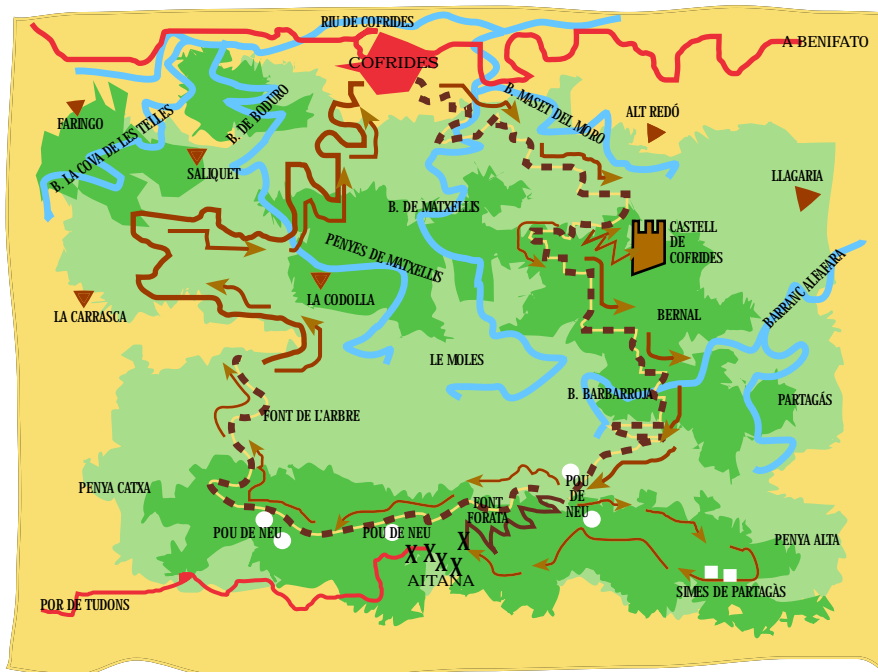 RIU DE COFRIDES
A BENIFATO
COFRIDES
B. MASET DEL MORO
ALT REDÓ
FARINGO
B. DE BODURO
B. LA COVA DE LES TELLES
SALIQUET
LLAGARIA
B. DE MATXELLIS
CASTELL
DE
COFRIDES
PENYES DE MATXELLIS
BARRANC ALFAFARA
LA CODOLLA
LA CARRASCA
BERNAL
LE MOLES
B. BARBARROJA
PARTAGÁS
FONT DE L'ARBRE
PENYA CATXA
POU
DE
NEU
FONT
FORATA
POU DE NEU
POU DE NEU
PENYA ALTA
X X X X X
AITANA
SIMES DE PARTAGÀS
POR DE TUDONS